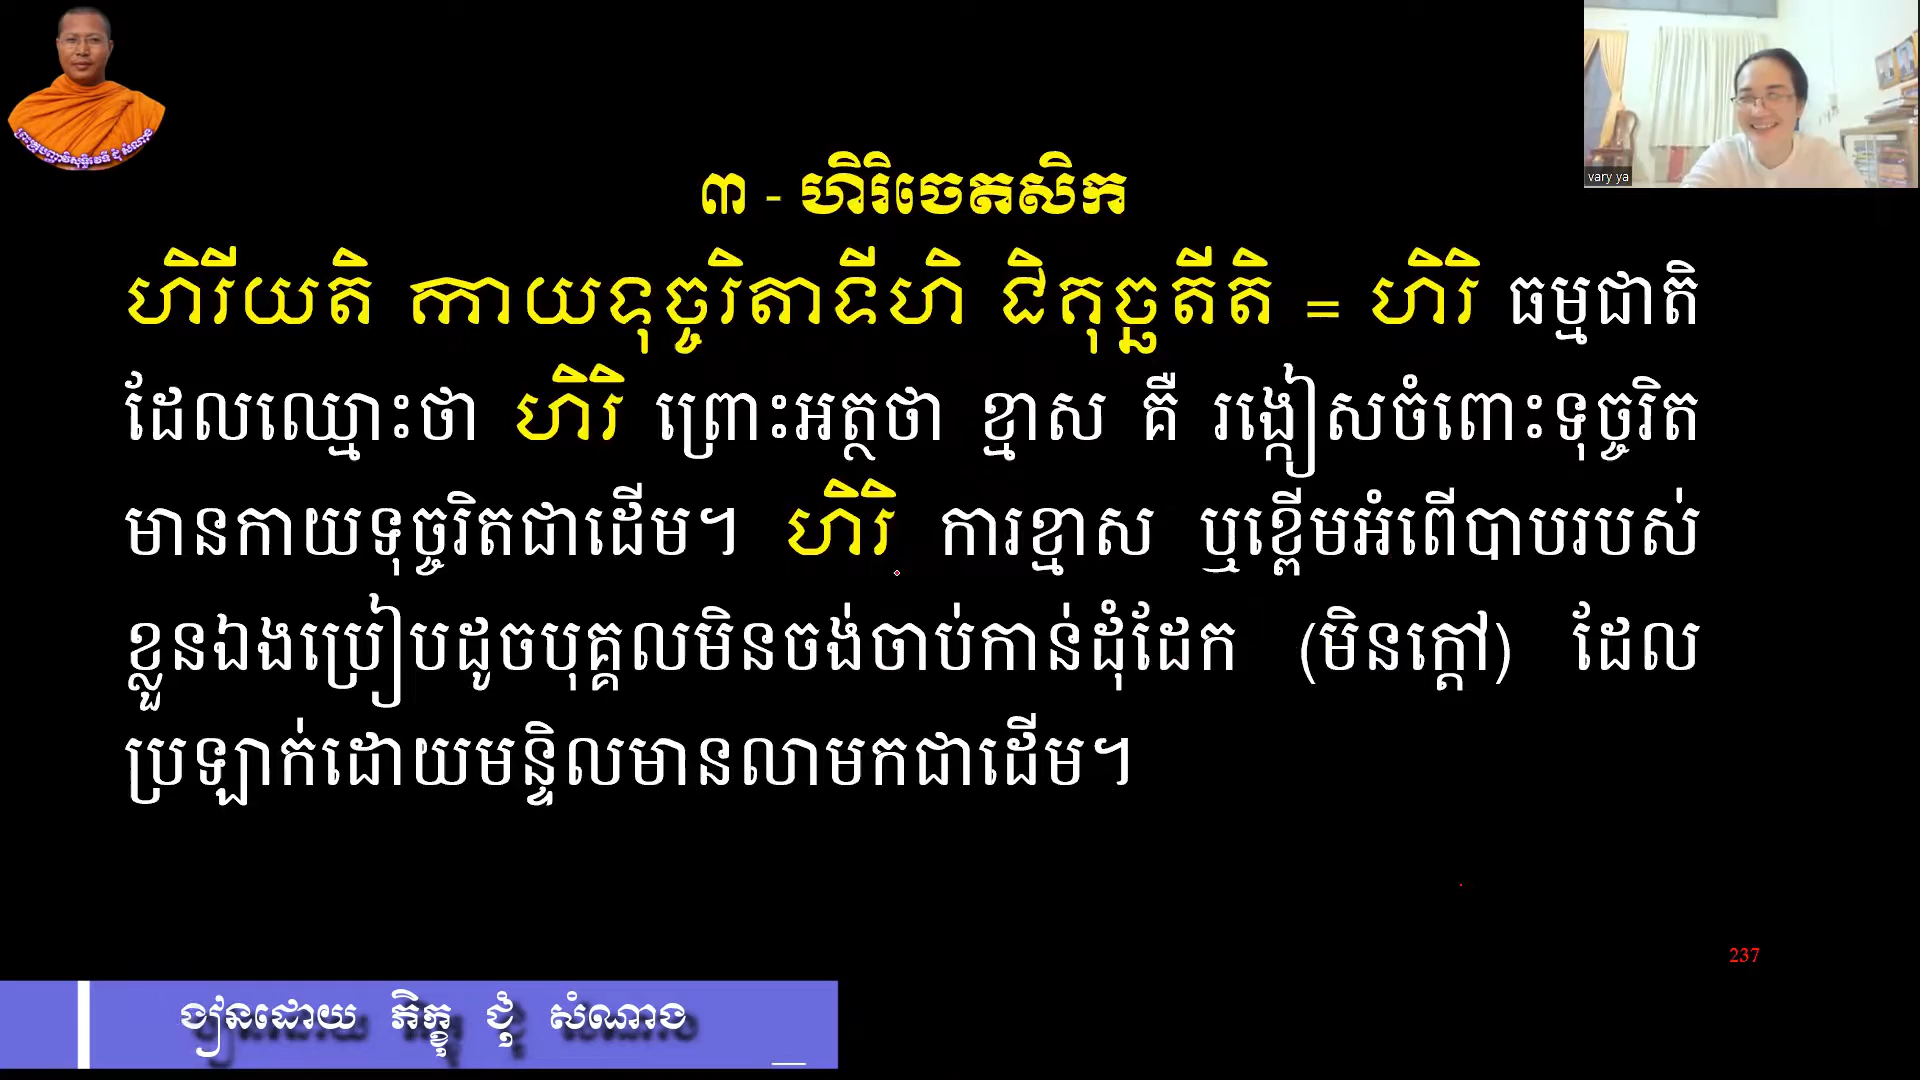 vary ya
៣ - ហិរិចេតសិក
ហិរីយតិ កាយទុច្ចរិតាទីហិ ជិគុច្ឆតីតិ = ហិរិ ធម្មជាតិ
ដែលឈ្មោះថា ហិរិ ព្រោះអត្ថថា ខ្មាស គឺ រង្កៀសចំពោះទុច្ចរិត
មានកាយទុច្ចរិតជាដើម។ ហិរិ ការខ្មាស ឬខ្ពើមអំពើបាបរបស់
ខ្លួនឯងប្រៀបដូចបុគ្គលមិនចង់ចាប់កាន់ដុំដែក (មិនក្ដៅ) ដែល
ប្រឡាក់ដោយមន្ទិលមានលាមកជាដើម។
237
រៀនដោយ ភិក្ខុ ជុំ សំណាង